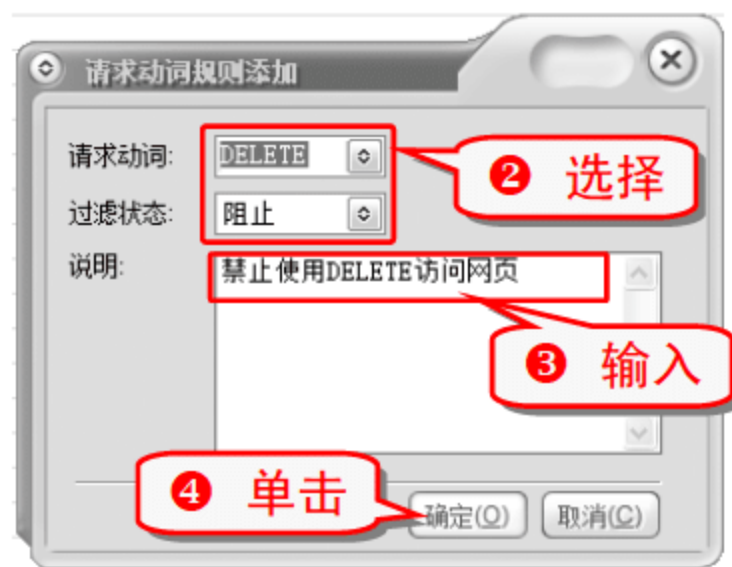 请求动词规则添加
请求动词: DELETE
❷ 选择
过滤状态: 阻止
说明: 禁止使用DELETE访问网页
❸ 输入
❹ 单击
确定(O) 取消(C)